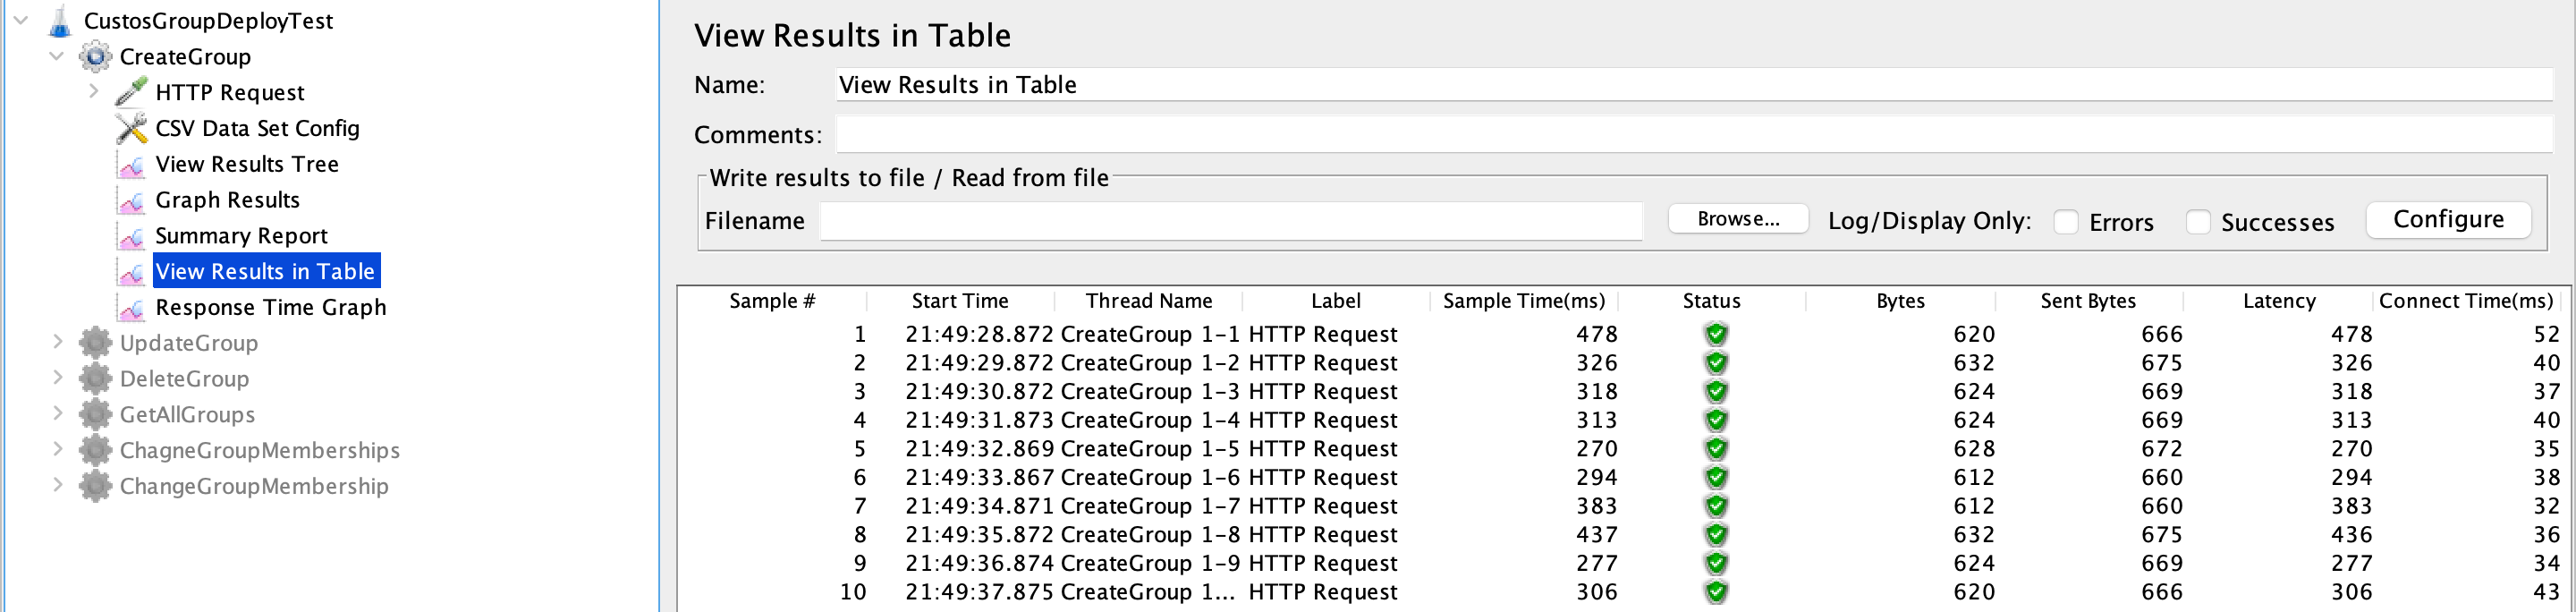 CustosGroupDeployTest
CreateGroup
HTTP Request
CSV Data Set Config
View Results Tree
Graph Results
Summary Report
View Results in Table
Response Time Graph
UpdateGroup
DeleteGroup
GetAllGroups
ChagneGroupMemberships
ChangeGroupMembership
View Results in Table
Name: View Results in Table
Comments:
Write results to file / Read from file
Filename Browse... Log/Display Only: Errors Successes Configure
Sample # Start Time Thread Name Label Sample Time(ms) Status Bytes Sent Bytes Latency Connect Time(ms)
1 21:49:28.872 CreateGroup 1-1 HTTP Request 478 620 666 478 52
2 21:49:29.872 CreateGroup 1-2 HTTP Request 326 632 675 326 40
3 21:49:30.872 CreateGroup 1-3 HTTP Request 318 624 669 318 37
4 21:49:31.873 CreateGroup 1-4 HTTP Request 313 624 669 313 40
5 21:49:32.869 CreateGroup 1-5 HTTP Request 270 628 672 270 35
6 21:49:33.867 CreateGroup 1-6 HTTP Request 294 612 660 294 38
7 21:49:34.871 CreateGroup 1-7 HTTP Request 383 612 660 383 32
8 21:49:35.872 CreateGroup 1-8 HTTP Request 437 632 675 436 36
9 21:49:36.874 CreateGroup 1-9 HTTP Request 277 624 669 277 34
10 21:49:37.875 CreateGroup 1... HTTP Request 306 620 666 306 43